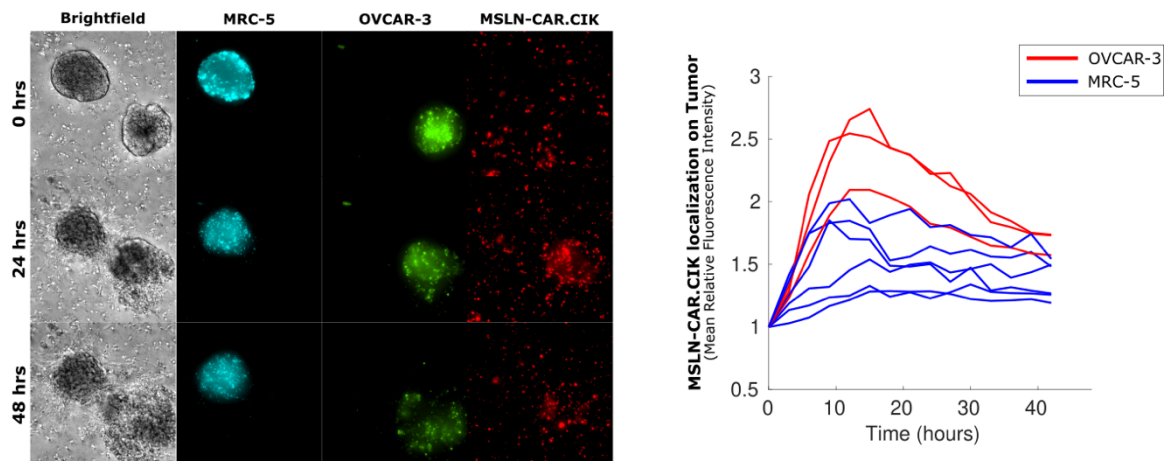 Brightfield MRC-5 OVCAR-3 MSLN-CAR.CIK
0 hrs
24 hrs
48 hrs
MSLN-CAR.CIK localization on Tumor
(Mean Relative Fluorescence Intensity)
OVCAR-3
MRC-5
3
2.5
2
1.5
1
0.5
0 10 20 30 40
Time (hours)